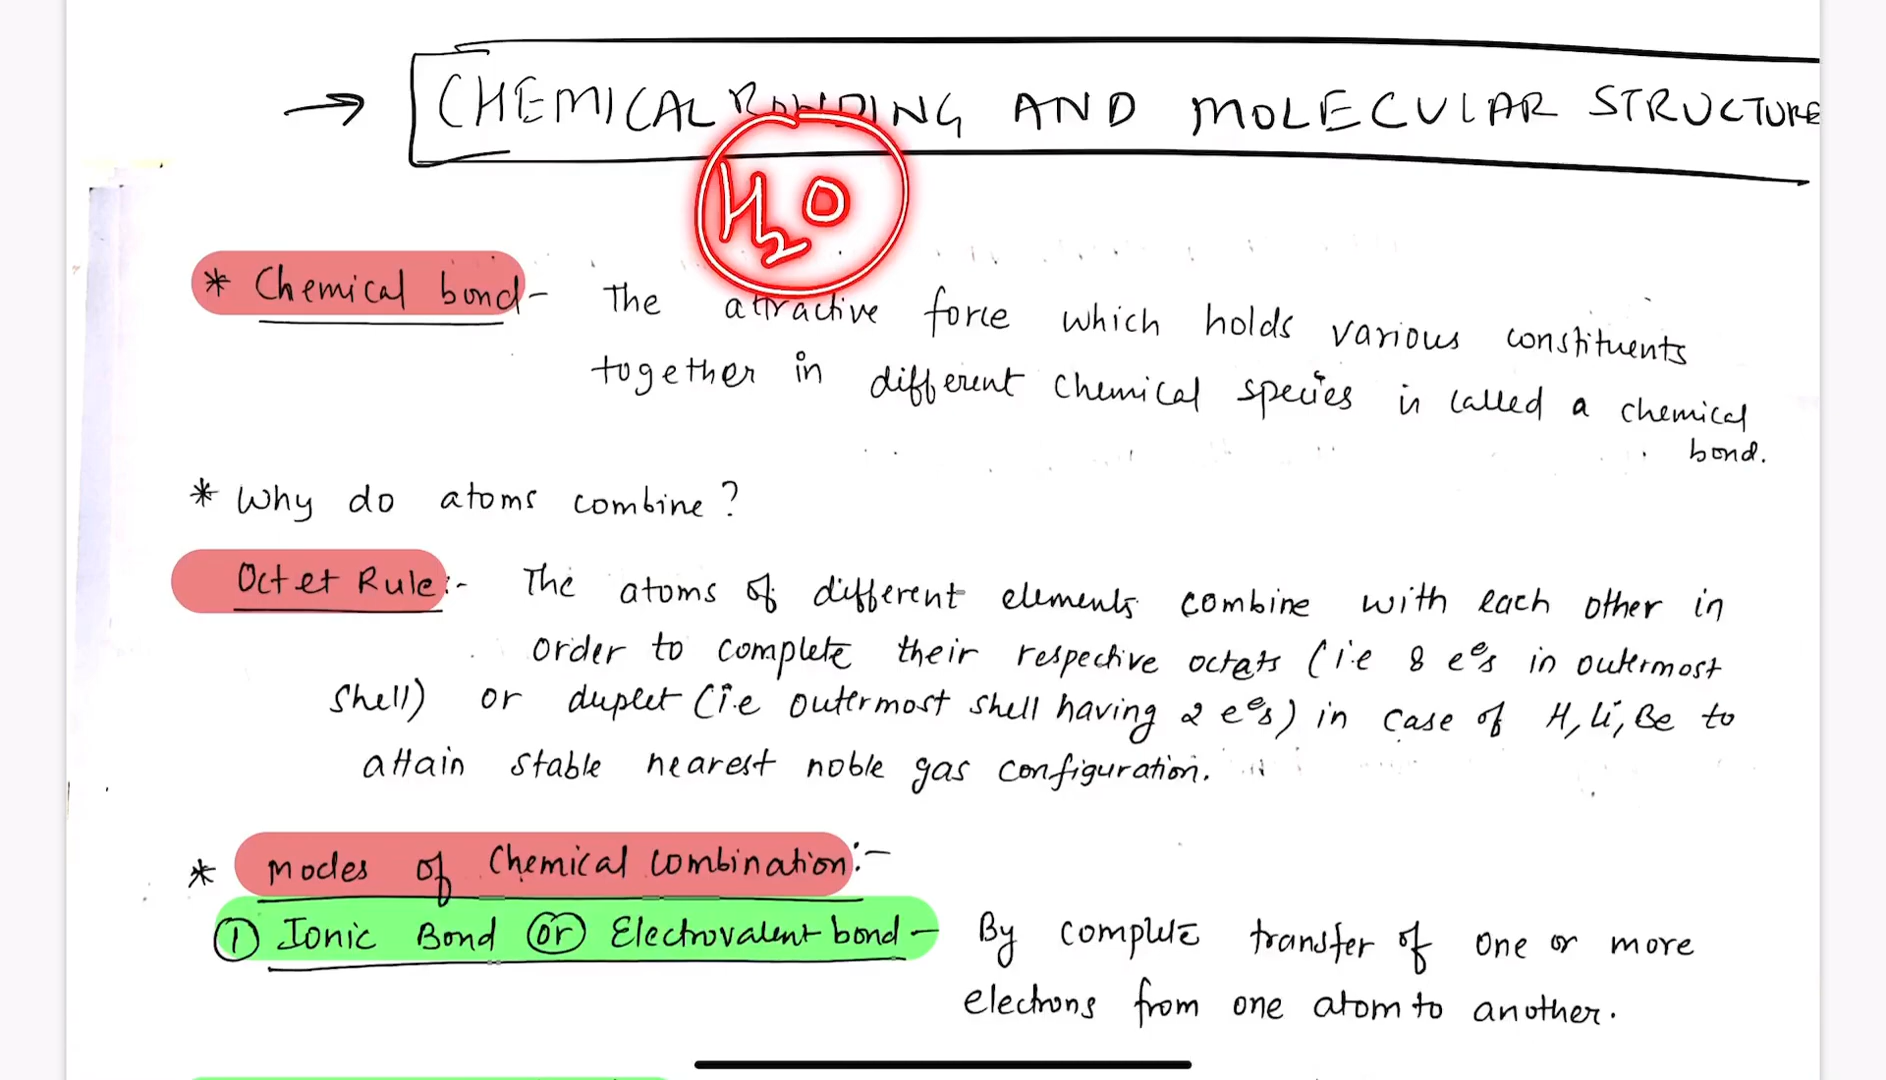 → CHEMICAL BONDING AND MOLECULAR STRUCTURE
H2O
* Chemical bond - The attractive force which holds various constituents
together in different chemical species is called a chemical
bond.
* Why do atoms combine?
Octet Rule:- The atoms of different elements combine with each other in
order to complete their respective octets (i.e 8 e⁻s in outermost
shell) or duplet (i.e outermost shell having 2 e⁻s) in case of H, Li, Be to
attain stable nearest noble gas configuration.
* Modes of Chemical Combination:-
① Ionic Bond (or) Electrovalent bond - By complete transfer of one or more
electrons from one atom to another.